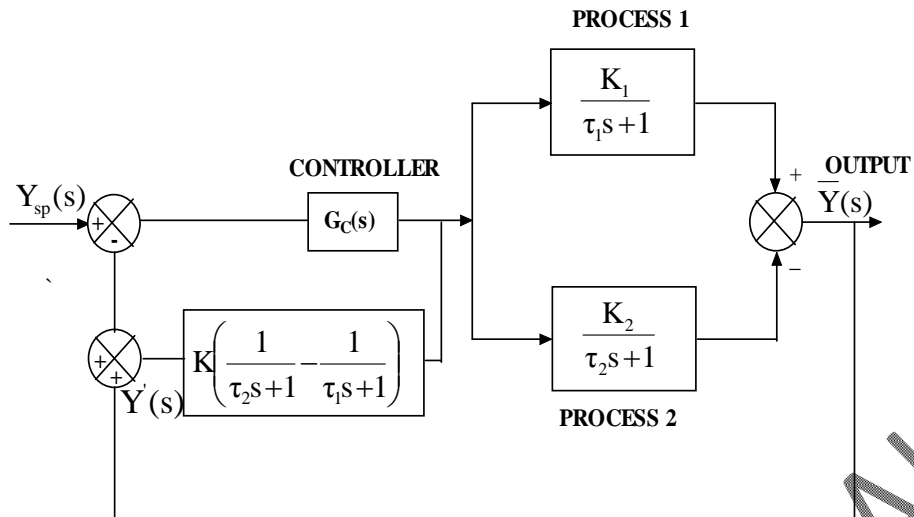 PROCESS 1
K₁
τ₁s+1
CONTROLLER
OUTPUT
Y_sp(s)
+
-
G_C(s)
+
Y̅(s)
−
`
K(1/(τ₂s+1) − 1/(τ₁s+1))
K₂
τ₂s+1
+
+
Y'(s)
PROCESS 2